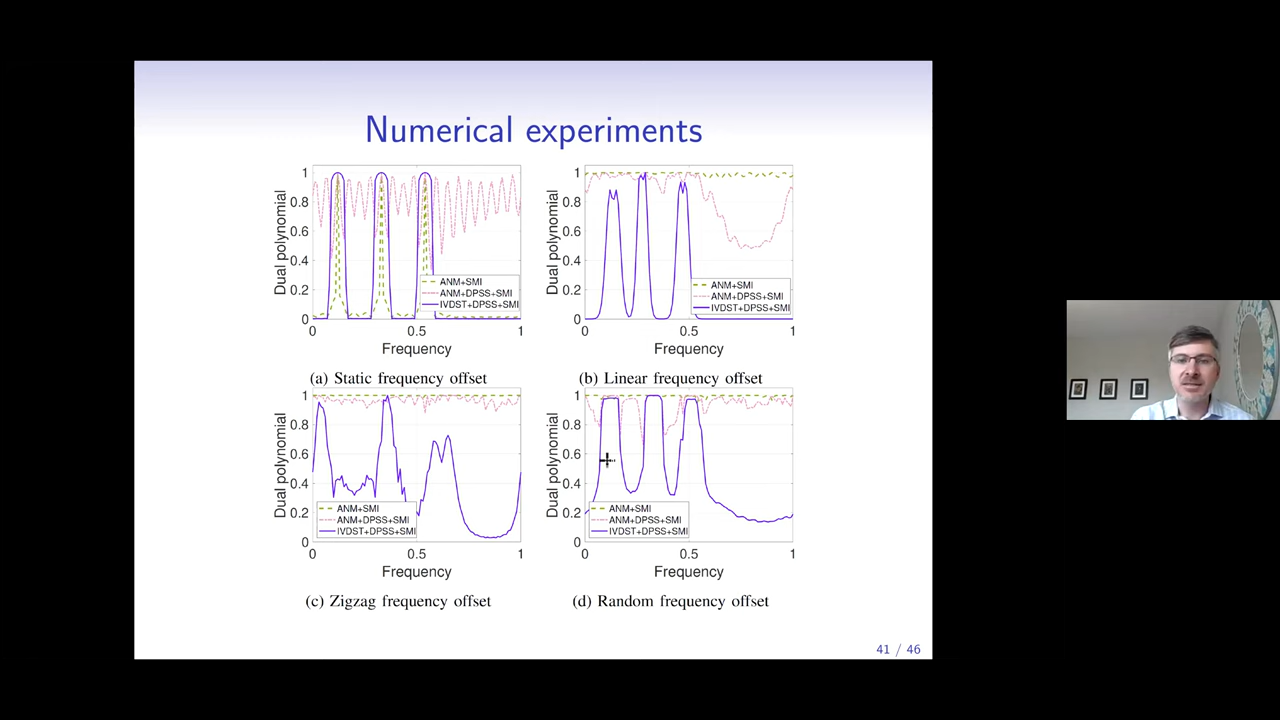 Numerical experiments
1
0.8
0.6
0.4
0.2
0
Dual polynomial
ANM+SMI
ANM+DPSS+SMI
IVDST+DPSS+SMI
0 0.5 1
Frequency
(a) Static frequency offset
1
0.8
0.6
0.4
0.2
0
Dual polynomial
ANM+SMI
ANM+DPSS+SMI
IVDST+DPSS+SMI
0 0.5 1
Frequency
(b) Linear frequency offset
1
0.8
0.6
0.4
0.2
0
Dual polynomial
ANM+SMI
ANM+DPSS+SMI
IVDST+DPSS+SMI
0 0.5 1
Frequency
(c) Zigzag frequency offset
1
0.8
0.6
0.4
0.2
0
Dual polynomial
ANM+SMI
ANM+DPSS+SMI
IVDST+DPSS+SMI
0 0.5 1
Frequency
(d) Random frequency offset
41 / 46